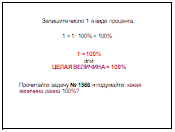 Запишите число 1 в виде процента.
1 = 1 · 100% = 100%
1 = 100%
или
ЦЕЛАЯ ВЕЛИЧИНА = 100%
Прочитайте задачу № 1566 и подумайте: какая
величина равна 100%?